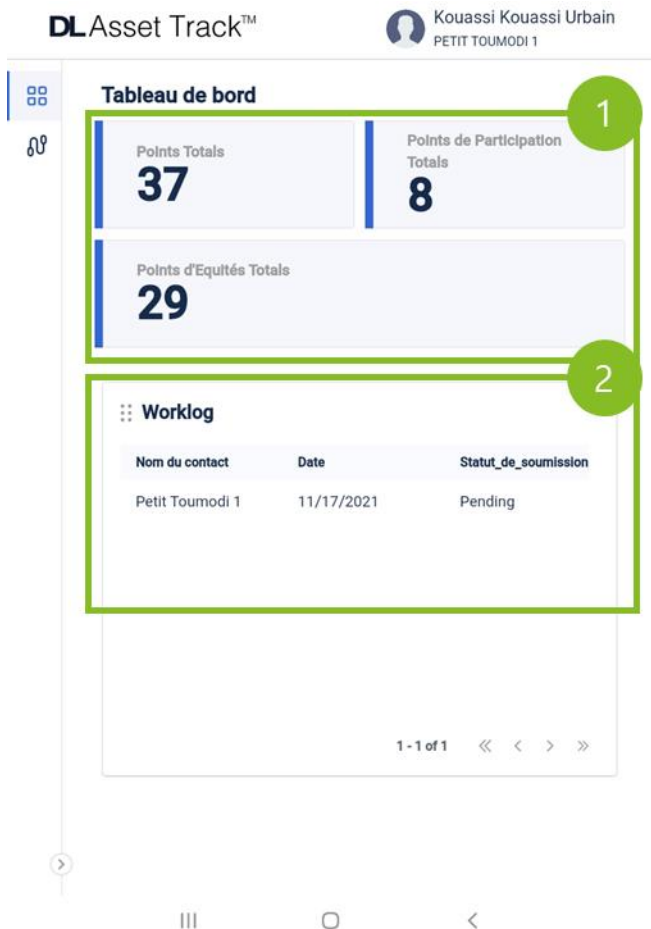 DLAsset Track™
Kouassi Kouassi Urbain
PETIT TOUMODI 1
Tableau de bord
1
Points Totals
37
Points de Participation
Totals
8
Points d'Equités Totals
29
2
Worklog
Nom du contact Date Statut_de_soumission
Petit Toumodi 1 11/17/2021 Pending
1 - 1 of 1